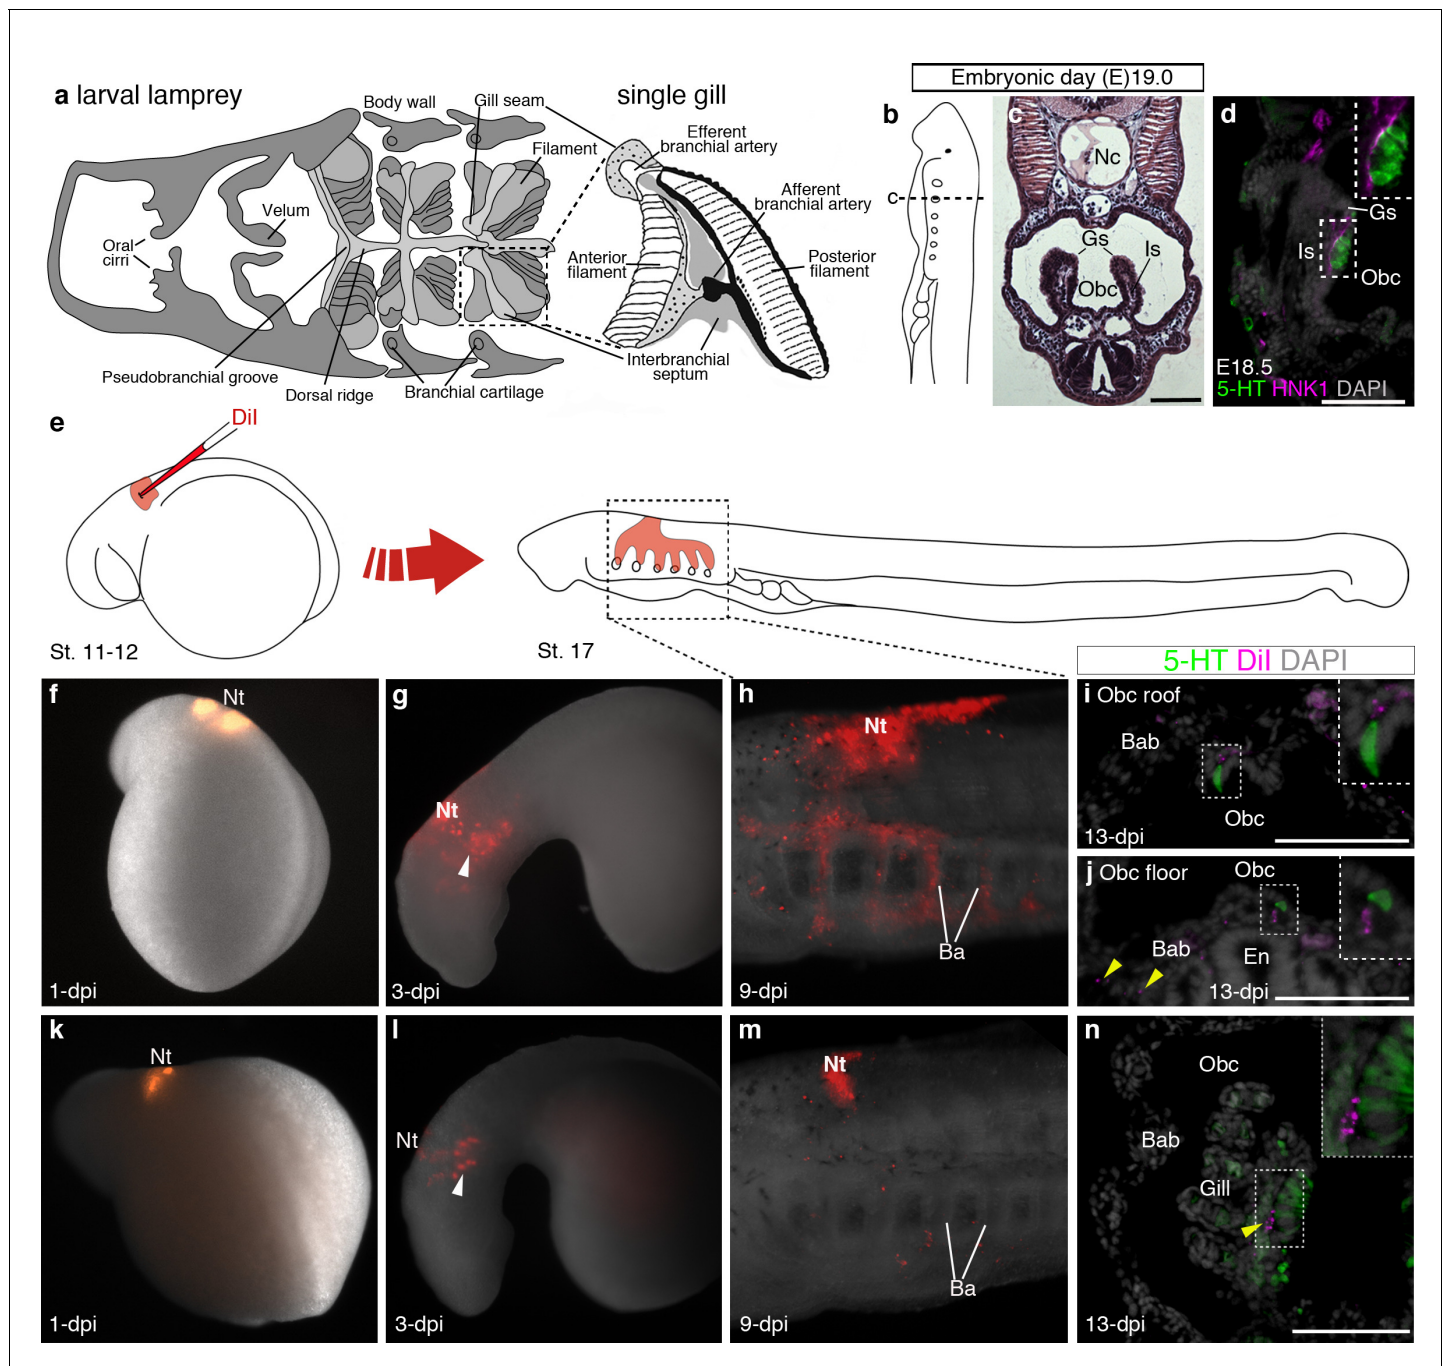 a larval lamprey
single gill
Body wall
Gill seam
Efferent
branchial artery
Filament
Afferent
branchial artery
Velum
Oral
cirri
Anterior
filament
Posterior
filament
Interbranchial
septum
Pseudobranchial groove
Dorsal ridge
Branchial cartilage
Embryonic day (E)19.0
b
c
c
Nc
Gs
Is
Obc
d
Gs
Is
Obc
E18.5
5-HT HNK1 DAPI
e
DiI
St. 11-12
St. 17
5-HT DiI DAPI
f
Nt
1-dpi
g
Nt
3-dpi
h
Nt
Ba
9-dpi
i Obc roof
Bab
Obc
13-dpi
j Obc floor
Obc
Bab
En
13-dpi
k
Nt
1-dpi
l
Nt
3-dpi
m
Nt
Ba
9-dpi
n
Obc
Bab
Gill
13-dpi